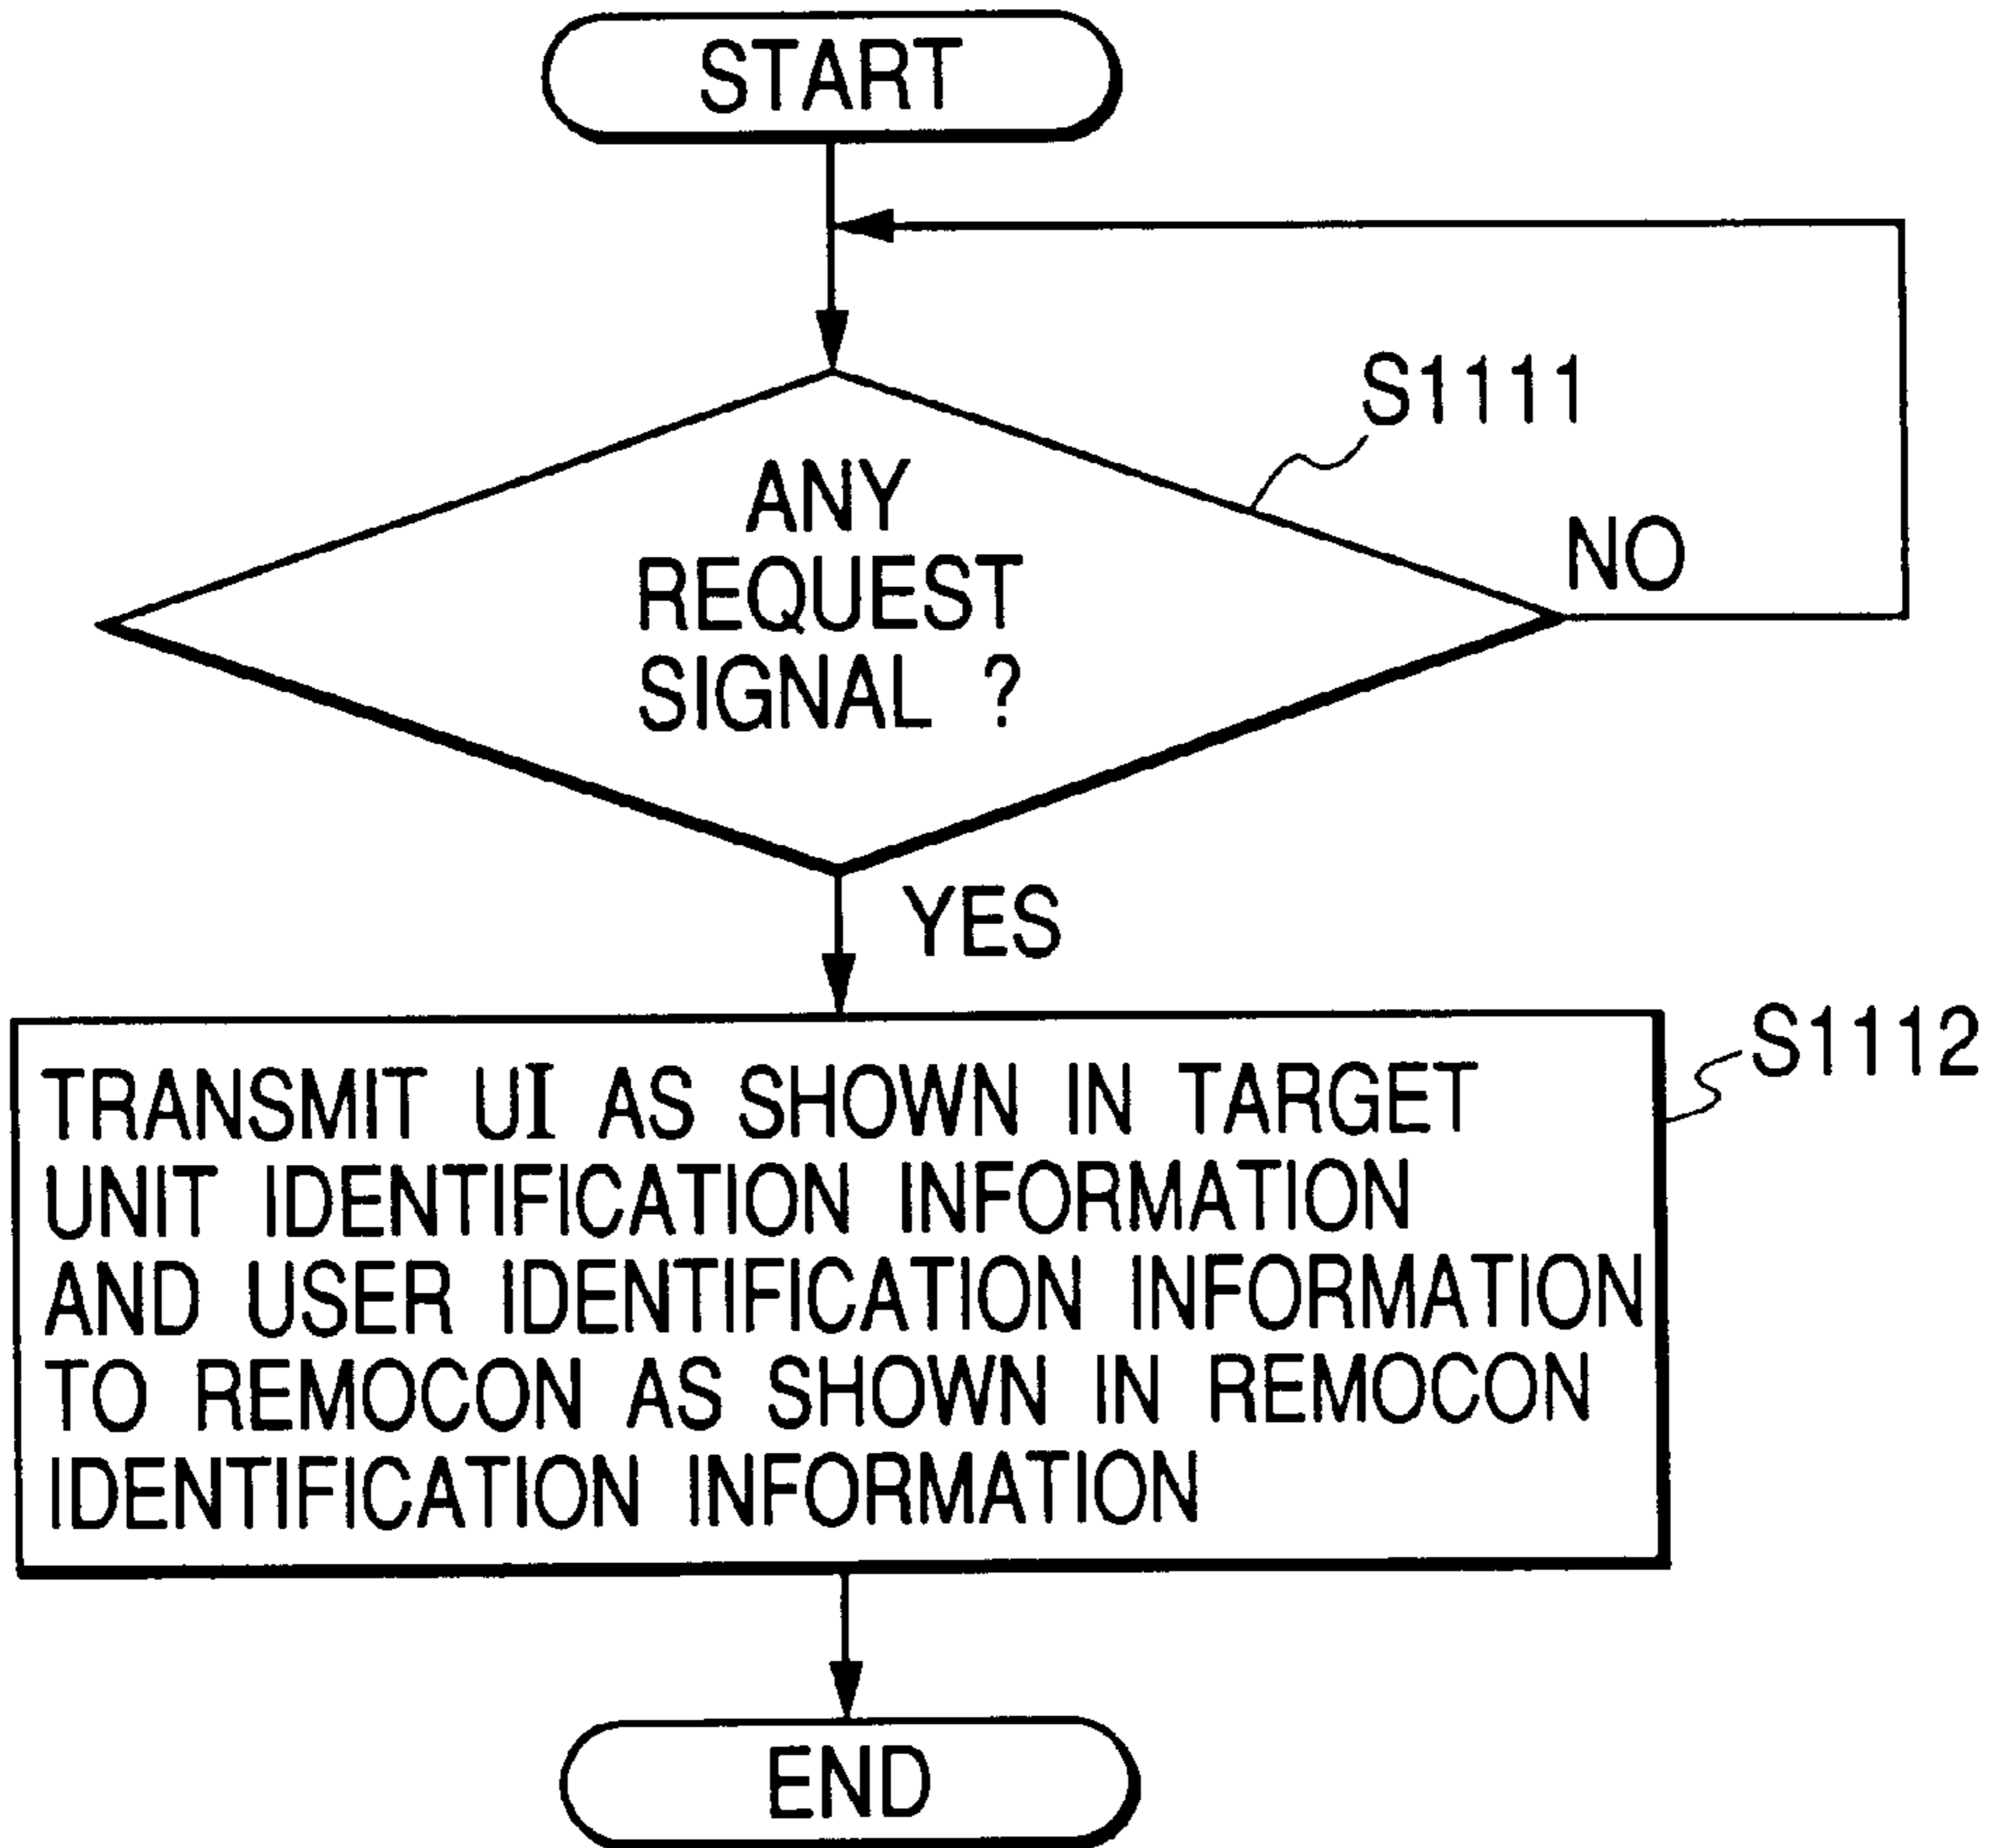 START
S1111
ANY
REQUEST
SIGNAL ?
NO
YES
S1112
TRANSMIT UI AS SHOWN IN TARGET
UNIT IDENTIFICATION INFORMATION
AND USER IDENTIFICATION INFORMATION
TO REMOCON AS SHOWN IN REMOCON
IDENTIFICATION INFORMATION
END